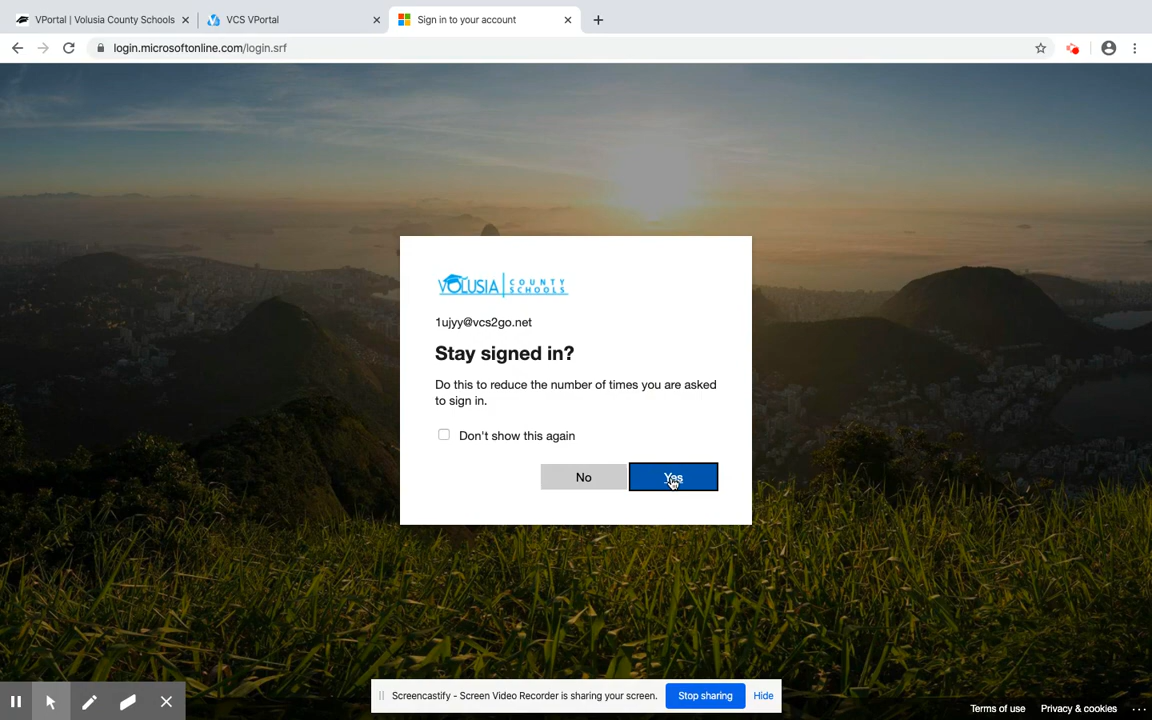 VPortal | Volusia County Schools
VCS VPortal
Sign in to your account
login.microsoftonline.com/login.srf
VOLUSIA COUNTY SCHOOLS
1ujyy@vcs2go.net
Stay signed in?
Do this to reduce the number of times you are asked
to sign in.
Don't show this again
No
Yes
Screencastify - Screen Video Recorder is sharing your screen.
Stop sharing
Hide
Terms of use
Privacy & cookies
...